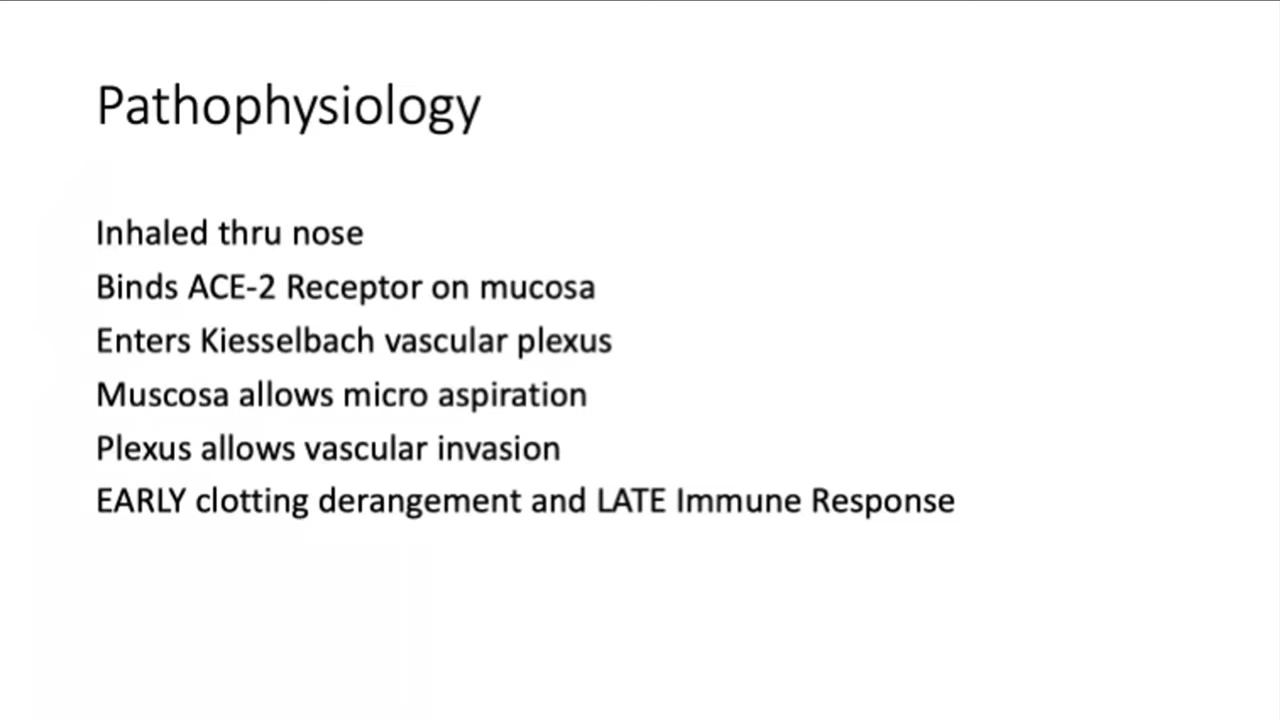 Pathophysiology
Inhaled thru nose
Binds ACE-2 Receptor on mucosa
Enters Kiesselbach vascular plexus
Muscosa allows micro aspiration
Plexus allows vascular invasion
EARLY clotting derangement and LATE Immune Response